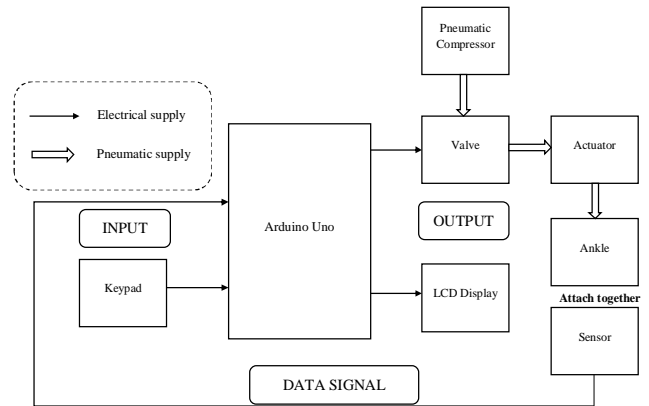 Pneumatic
Compressor
Electrical supply
Pneumatic supply
Valve
Actuator
INPUT
Arduino Uno
OUTPUT
Ankle
Keypad
LCD Display
Attach together
Sensor
DATA SIGNAL